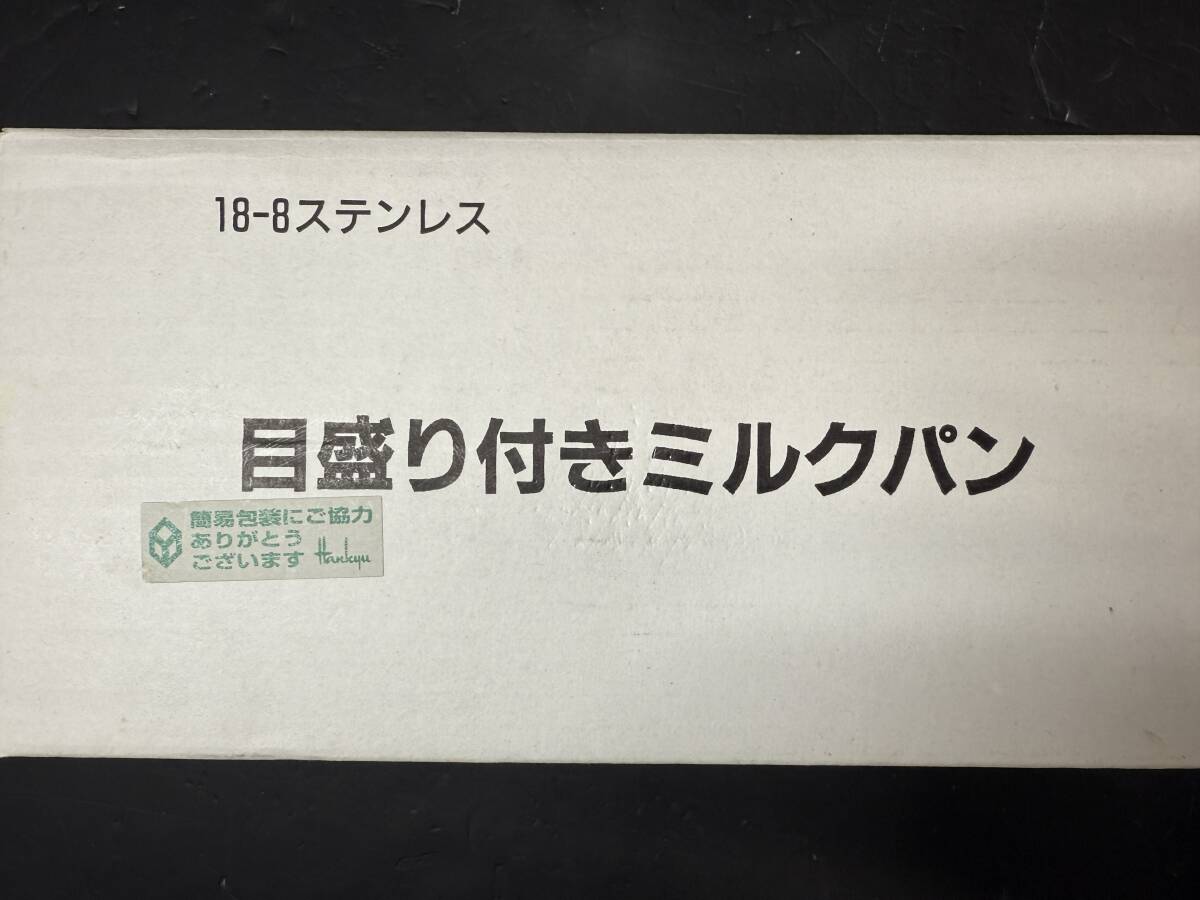 18-8ステンレス
目盛り付きミルクパン
簡易包装にご協力
ありがとう
ございます Hankyu